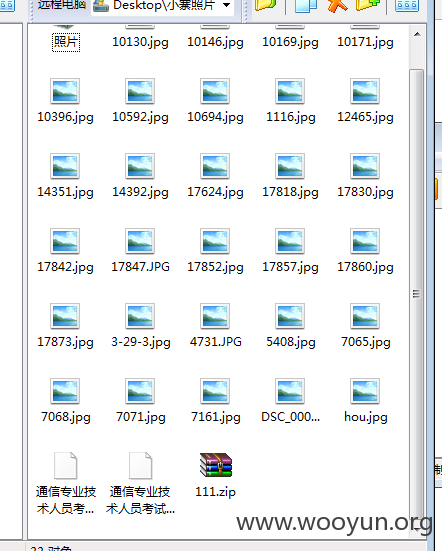 远程电脑 Desktop\小寨照片
照片 10130.jpg 10146.jpg 10169.jpg 10171.jpg
10396.jpg 10592.jpg 10694.jpg 1116.jpg 12465.jpg
14351.jpg 14392.jpg 17624.jpg 17818.jpg 17830.jpg
17842.jpg 17847.JPG 17852.jpg 17857.jpg 17860.jpg
17873.jpg 3-29-3.jpg 4731.JPG 5408.jpg 7065.jpg
7068.jpg 7071.jpg 7161.jpg DSC_000... hou.jpg
通信专业技 通信专业技 111.zip
术人员考... 术人员考试...
www.wooyun.org